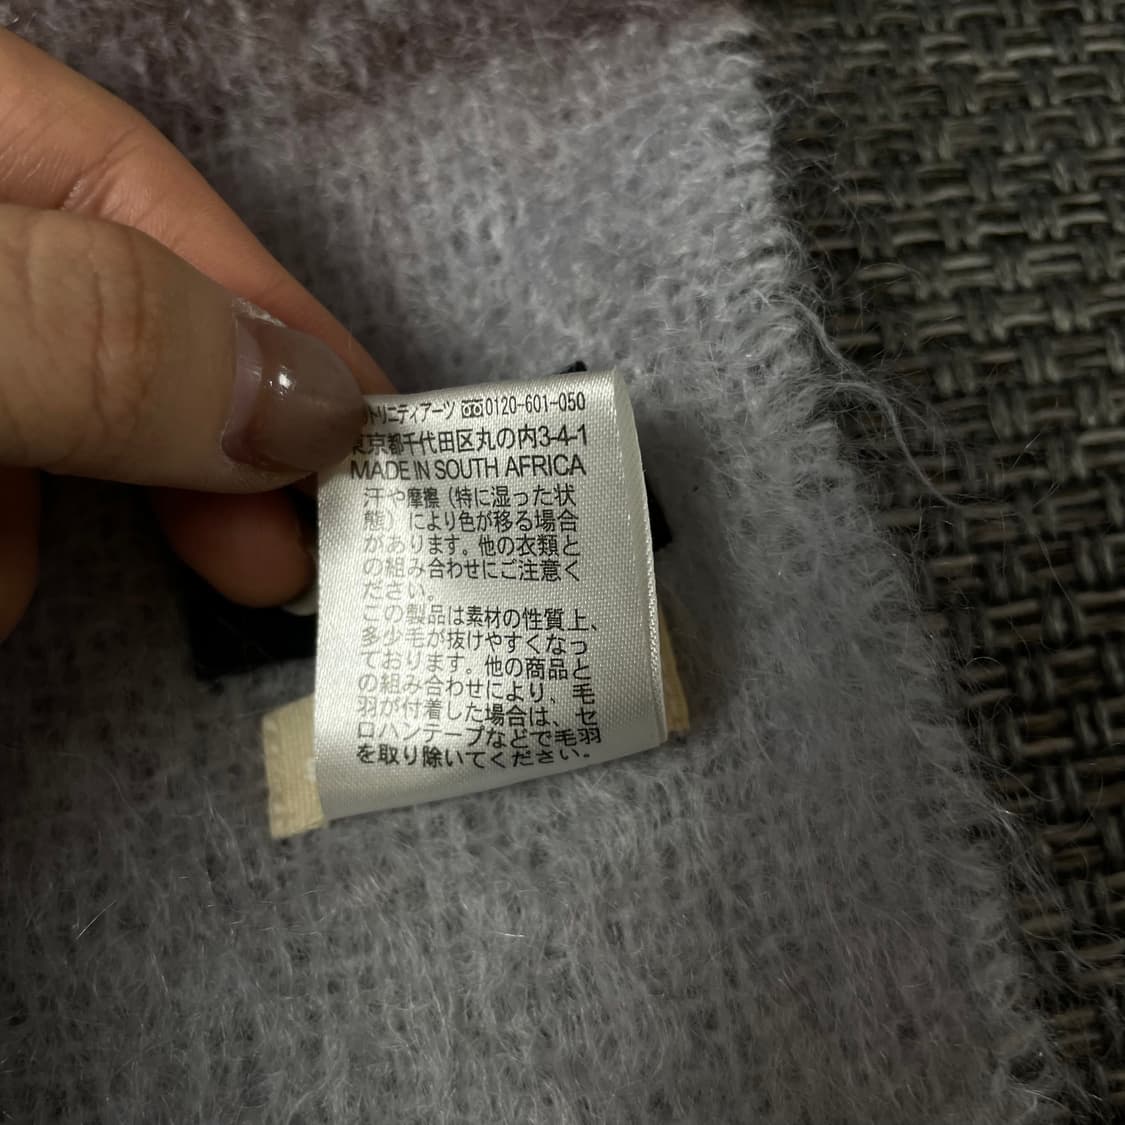 トリニティアーツ 0120-601-050
東京都千代田区丸の内3-4-1
MADE IN SOUTH AFRICA
汗や摩擦（特に湿った状
態）により色が移る場合
があります。他の衣類と
の組み合わせにご注意く
ださい。
この製品は素材の性質上、
多少毛が抜けやすくなっ
ております。他の商品と
の組み合わせにより、毛
羽が付着した場合は、セ
ロハンテープなどで毛羽
を取り除いてください。